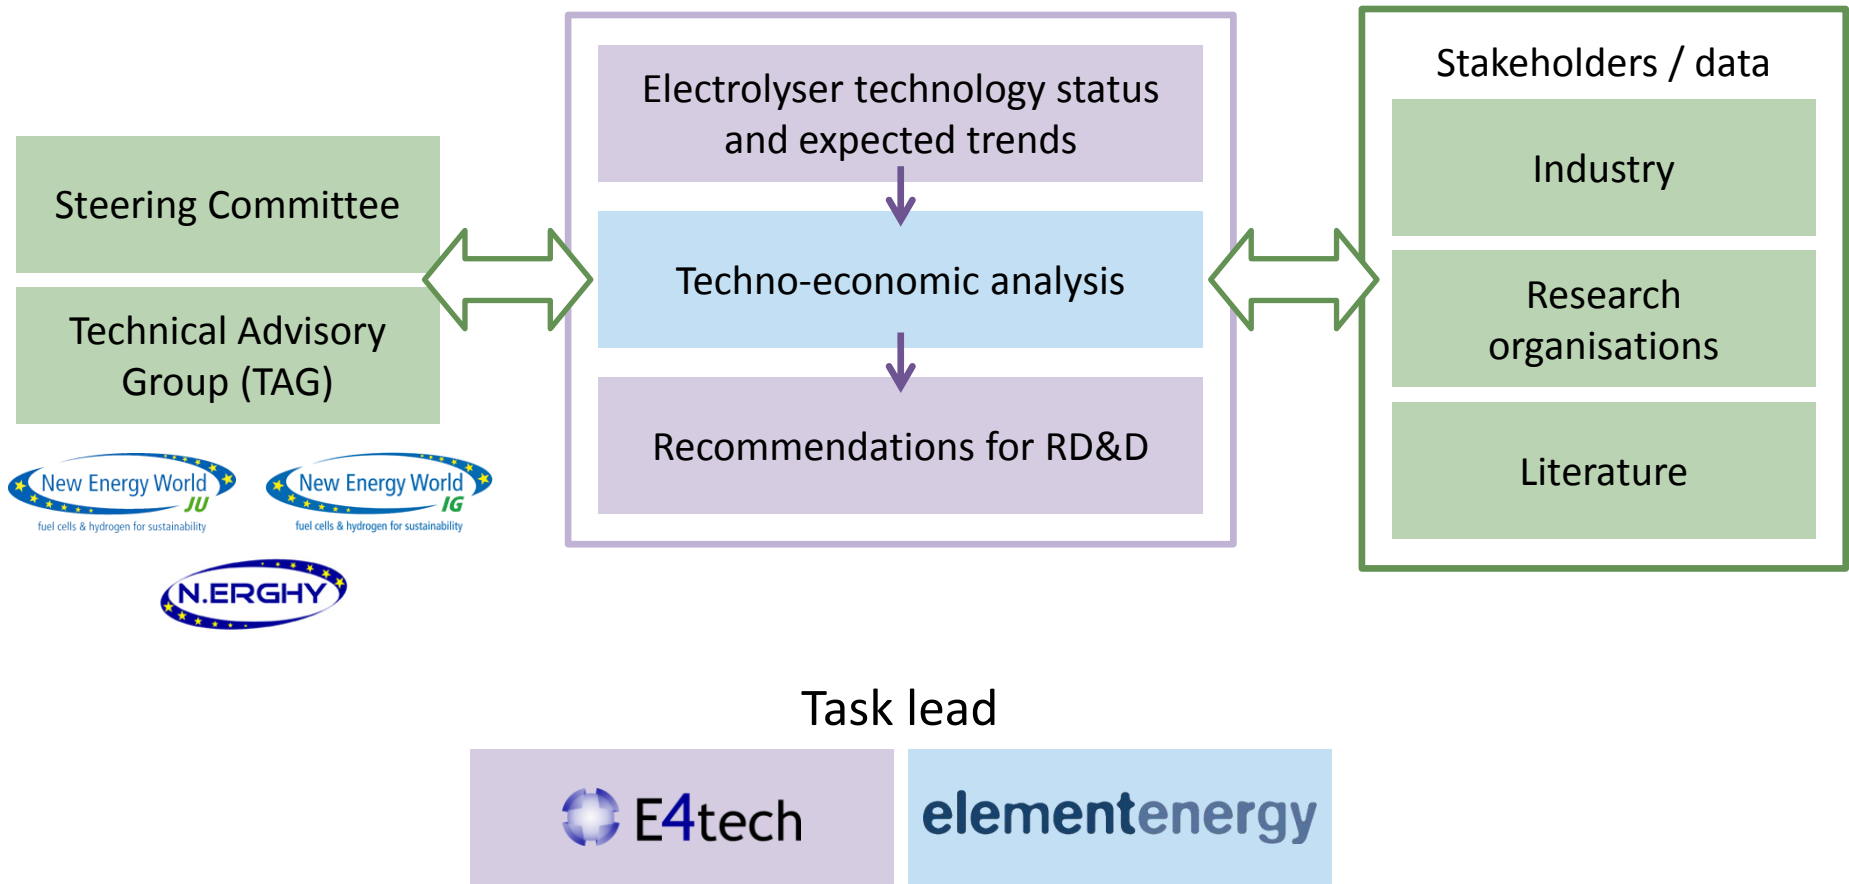 Steering Committee
Technical Advisory
Group (TAG)
New Energy World
JU
fuel cells & hydrogen for sustainability
New Energy World
IG
fuel cells & hydrogen for sustainability
N.ERGHY
Electrolyser technology status
and expected trends
Techno-economic analysis
Recommendations for RD&D
Stakeholders / data
Industry
Research
organisations
Literature
Task lead
E4tech
elementenergy